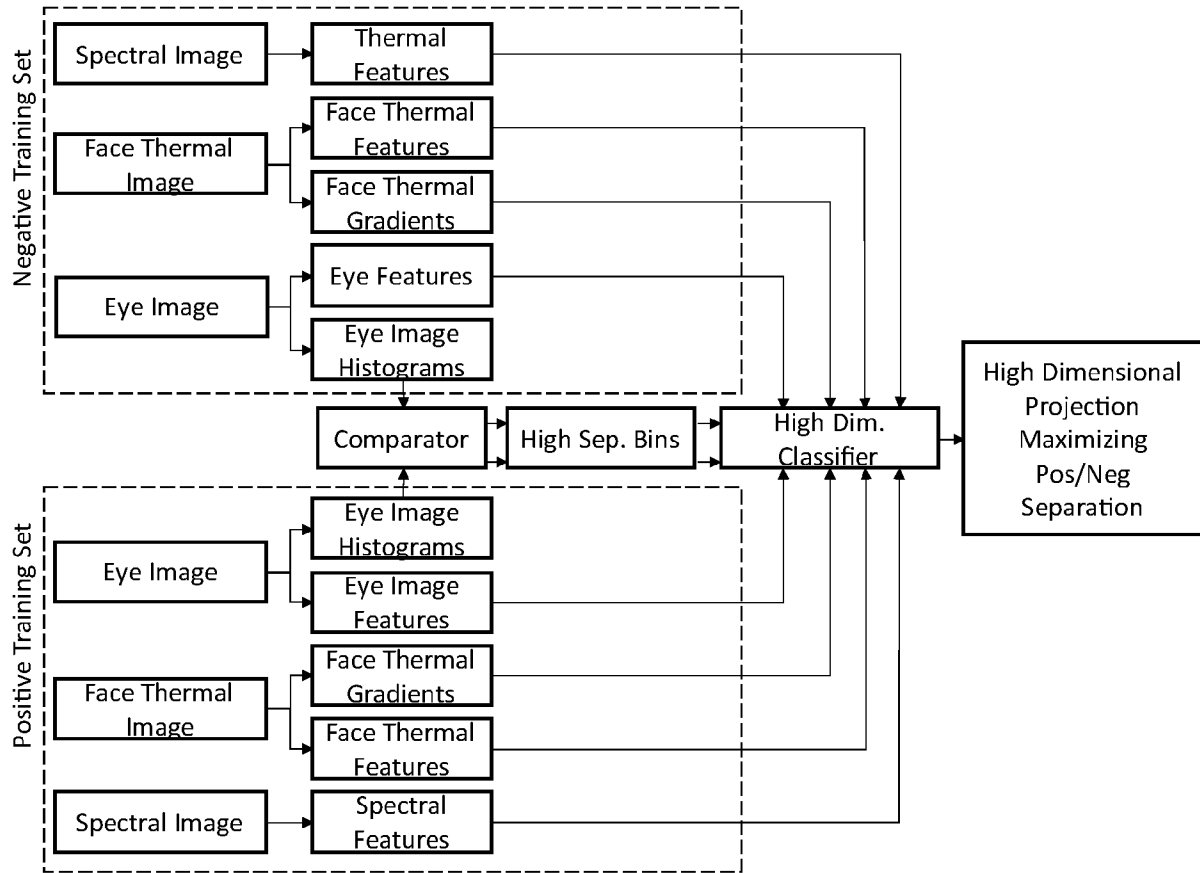 Negative Training Set
Spectral Image
Thermal
Features
Face Thermal
Image
Face Thermal
Features
Face Thermal
Gradients
Eye Image
Eye Features
Eye Image
Histograms
Comparator
High Sep. Bins
High Dim.
Classifier
High Dimensional
Projection
Maximizing
Pos/Neg
Separation
Positive Training Set
Eye Image
Eye Image
Histograms
Eye Image
Features
Face Thermal
Image
Face Thermal
Gradients
Face Thermal
Features
Spectral Image
Spectral
Features